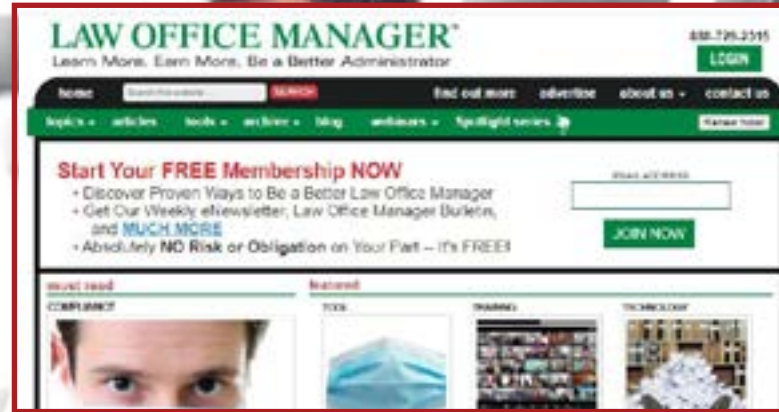 LAW OFFICE MANAGER
Learn More, Earn More, Be a Better Administrator
LOGIN
home
SEARCH
find out more advertise about us contact us
topics articles tools archive blog webinars Spotlight series
Start Your FREE Membership NOW
• Discover Proven Ways to Be a Better Law Office Manager
• Get Our Weekly eNewsletter, Law Office Manager Bulletin,
and MUCH MORE
• Absolutely NO Risk or Obligation on Your Part – It's FREE!
EMAIL ADDRESS
JOIN NOW
must read featured
COMPLIANCE TOOL TRAINING TECHNOLOGY